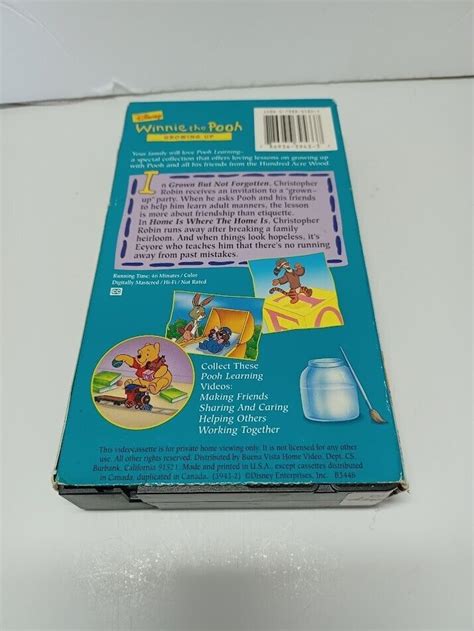 Disney
Winnie the Pooh
GROWING UP
Your family will love Pooh Learning–
a special collection that offers loving lessons on growing up
with Pooh and all his friends from the Hundred Acre Wood.
In Grown But Not Forgotten, Christopher
Robin receives an invitation to a "grown-
up" party. When he asks Pooh and his friends
to help him learn adult manners, the lesson
is more about friendship than etiquette.
In Home Is Where The Home Is, Christopher
Robin runs away after breaking a family
heirloom. And when things look hopeless, it's
Eeyore who teaches him that there's no running
away from past mistakes.
Running Time: 46 Minutes / Color
Digitally Mastered / Hi-Fi / Not Rated
CC
Collect These
Pooh Learning
Videos:
Making Friends
Sharing And Caring
Helping Others
Working Together
This videocassette is for private home viewing only. It is not licensed for any other
use. All other rights reserved. Distributed by Buena Vista Home Video, Dept. CS,
Burbank, California 91521. Made and printed in U.S.A., except cassettes distributed
in Canada, duplicated in Canada. (3943-2) ©Disney Enterprises, Inc. B5446